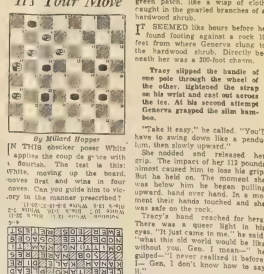 It's Your Move
By Millard Hopper
IN THIS checker poser White
applies the coup de grace with
a flourish. The test is this:
White, moving up the board,
moves first and wins in four
moves. Can you guide him to vic-
tory in the manner prescribed?
green patch, like a wisp of cloth
caught in the gnarled branches of a
hardwood shrub.
IT SEEMED like hours before he
found footing against a rock 15
feet from where Generva clung to
the hardwood shrub. Directly be-
neath her was a 200-foot chasm.
Tracy slipped the handle of
one pole through the wheel of
the other, tightened the strap
on his wrist and cast out across
the ice. At his second attempt
Generva grasped the slim bam-
boo.
"Take it easy," he called. "You'll
have to swing down like a pendu-
lum, then slowly upward."
She nodded and released her
grip. The impact of her 112 pounds
almost caused him to lose his grip.
But he held on. The moment she
was below him he began pulling
upward, hand over hand. In a mo-
ment their hands touched and she
was safe on the rock.
Tracy's hand reached for hers.
There was a queer light in his
eyes. "It just came to me," he said,
"what this old world would be like
without you, Gen. I mean—" he
gulped—"I never realized it before.
I— Gen, I don't know how to say
it."